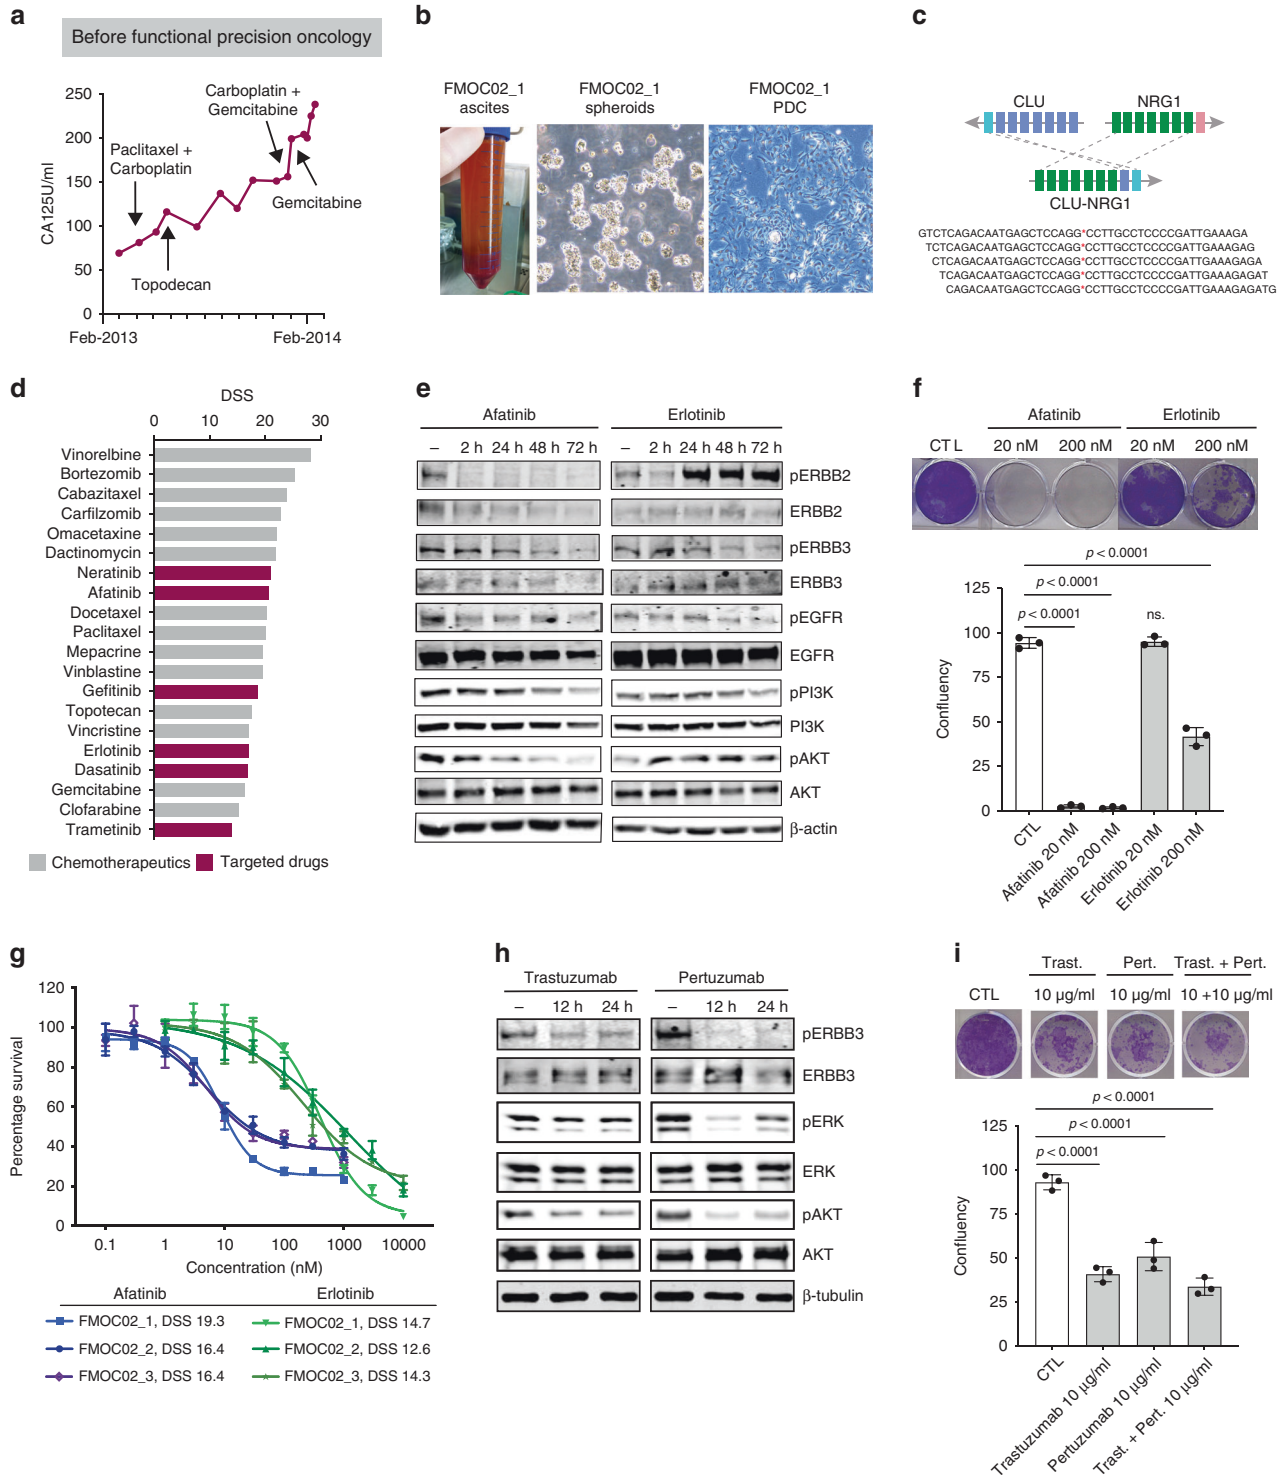 a
Before functional precision oncology
CA125U/ml
250
200
150
100
50
0
Carboplatin +
Gemcitabine
Paclitaxel +
Carboplatin
Gemcitabine
Topodecan
Feb-2013
Feb-2014
b
FMOC02_1
ascites
FMOC02_1
spheroids
FMOC02_1
PDC
c
CLU
NRG1
CLU-NRG1
GTCTCAGACAATGAGCTCCAGG*CCTTGCCTCCCCGATTGAAAGA
TCTCAGACAATGAGCTCCAGG*CCTTGCCTCCCCGATTGAAAGAG
CTCAGACAATGAGCTCCAGG*CCTTGCCTCCCCGATTGAAAGAGA
TCAGACAATGAGCTCCAGG*CCTTGCCTCCCCGATTGAAAGAGAT
CAGACAATGAGCTCCAGG*CCTTGCCTCCCCGATTGAAAGAGATG
d
DSS
0 10 20 30
Vinorelbine
Bortezomib
Cabazitaxel
Carfilzomib
Omacetaxine
Dactinomycin
Neratinib
Afatinib
Docetaxel
Paclitaxel
Mepacrine
Vinblastine
Gefitinib
Topotecan
Vincristine
Erlotinib
Dasatinib
Gemcitabine
Clofarabine
Trametinib
Chemotherapeutics Targeted drugs
e
Afatinib Erlotinib
– 2 h 24 h 48 h 72 h – 2 h 24 h 48 h 72 h
pERBB2
ERBB2
pERBB3
ERBB3
pEGFR
EGFR
pPI3K
PI3K
pAKT
AKT
β-actin
f
Afatinib Erlotinib
CT L 20 nM 200 nM 20 nM 200 nM
p < 0.0001
p < 0.0001
p < 0.0001
ns.
Confluency
125
100
75
50
25
0
CTL
Afatinib 20 nM
Afatinib 200 nM
Erlotinib 20 nM
Erlotinib 200 nM
g
Percentage survival
120
100
80
60
40
20
0
0.1 1 10 100 1000 10000
Concentration (nM)
Afatinib Erlotinib
FMOC02_1, DSS 19.3 FMOC02_1, DSS 14.7
FMOC02_2, DSS 16.4 FMOC02_2, DSS 12.6
FMOC02_3, DSS 16.4 FMOC02_3, DSS 14.3
h
Trastuzumab Pertuzumab
– 12 h 24 h – 12 h 24 h
pERBB3
ERBB3
pERK
ERK
pAKT
AKT
β-tubulin
i
Trast. Pert. Trast. + Pert.
CTL 10 µg/ml 10 µg/ml 10 +10 µg/ml
p < 0.0001
p < 0.0001
p < 0.0001
Confluency
125
100
75
50
25
0
CTL
Trastuzumab 10 µg/ml
Pertuzumab 10 µg/ml
Trast. + Pert. 10 µg/ml